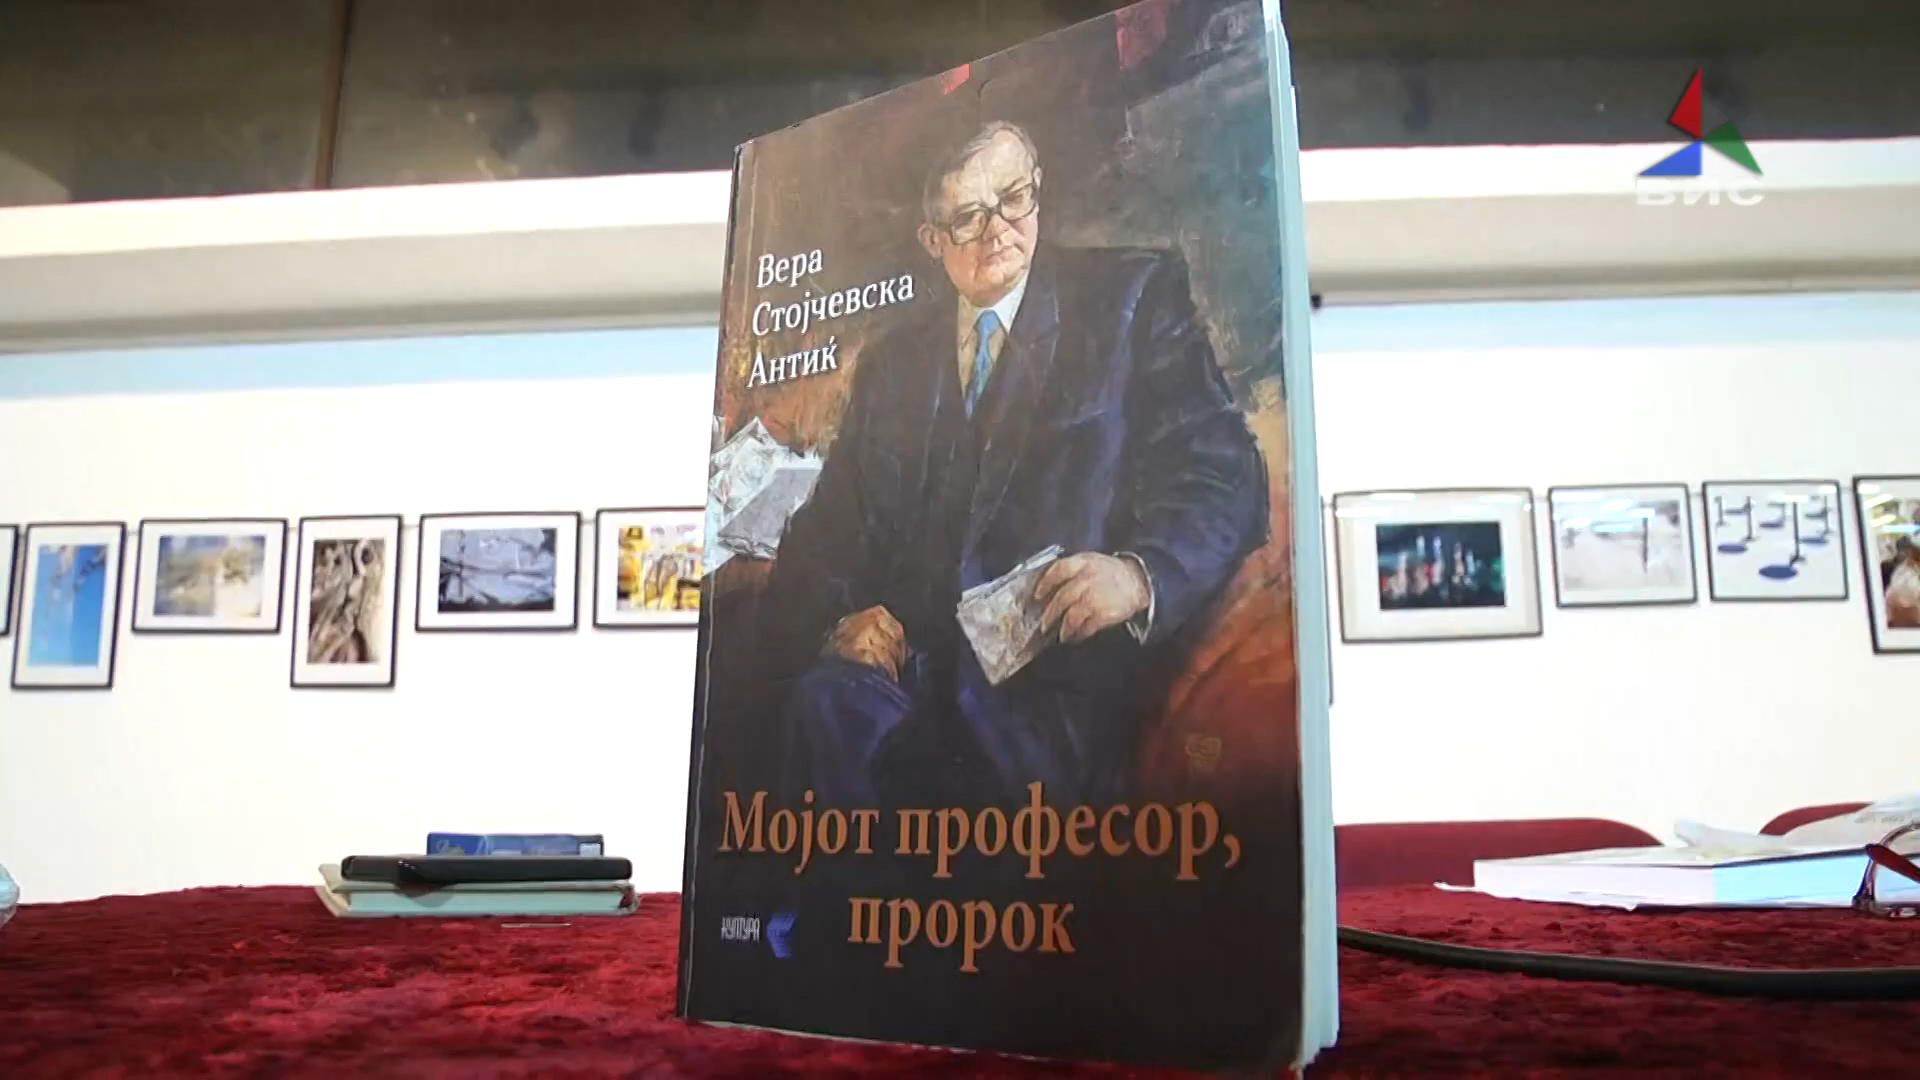 Вера
Стојчевска
Антиќ
Мојот професор,
пророк
КУЛТУРА
ВИС